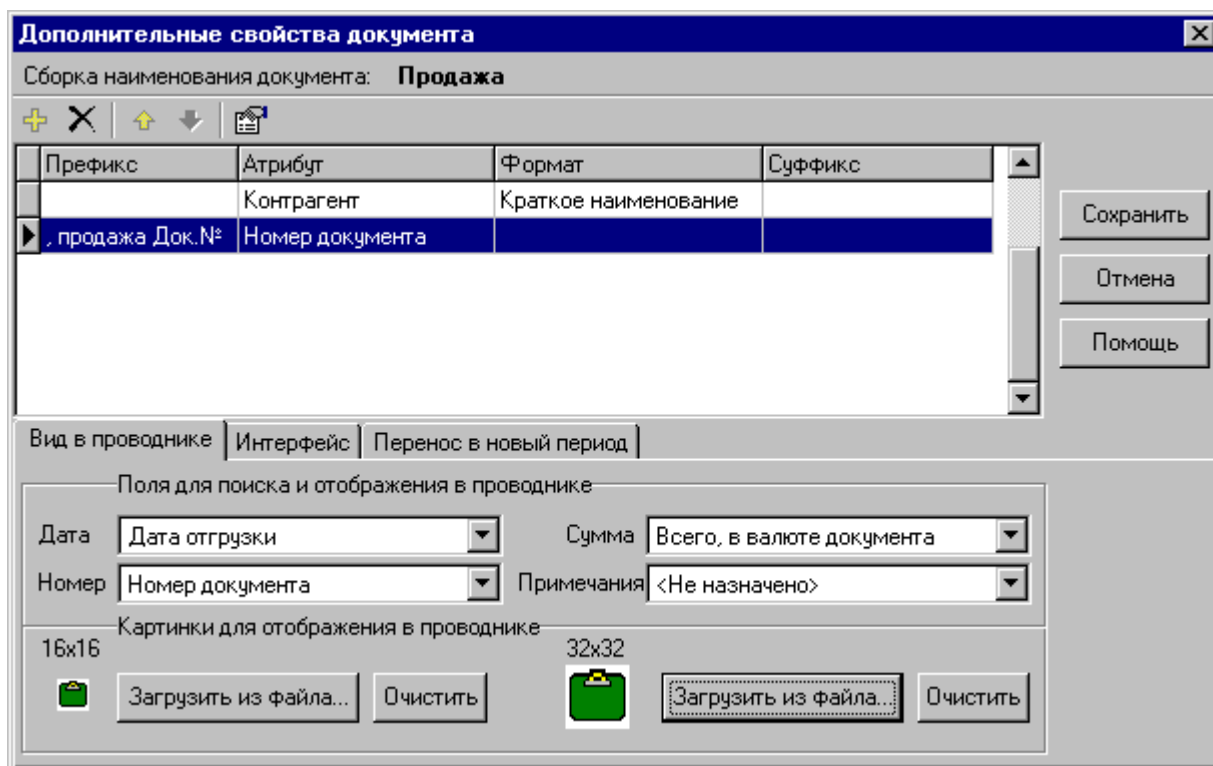 Дополнительные свойства документа
Сборка наименования документа: Продажа
Префикс Атрибут Формат Суффикс
Контрагент Краткое наименование
, продажа Док.№ Номер документа
Сохранить
Отмена
Помощь
Вид в проводнике Интерфейс Перенос в новый период
Поля для поиска и отображения в проводнике
Дата Дата отгрузки Сумма Всего, в валюте документа
Номер Номер документа Примечания <Не назначено>
Картинки для отображения в проводнике
16x16 32x32
Загрузить из файла... Очистить Загрузить из файла... Очистить